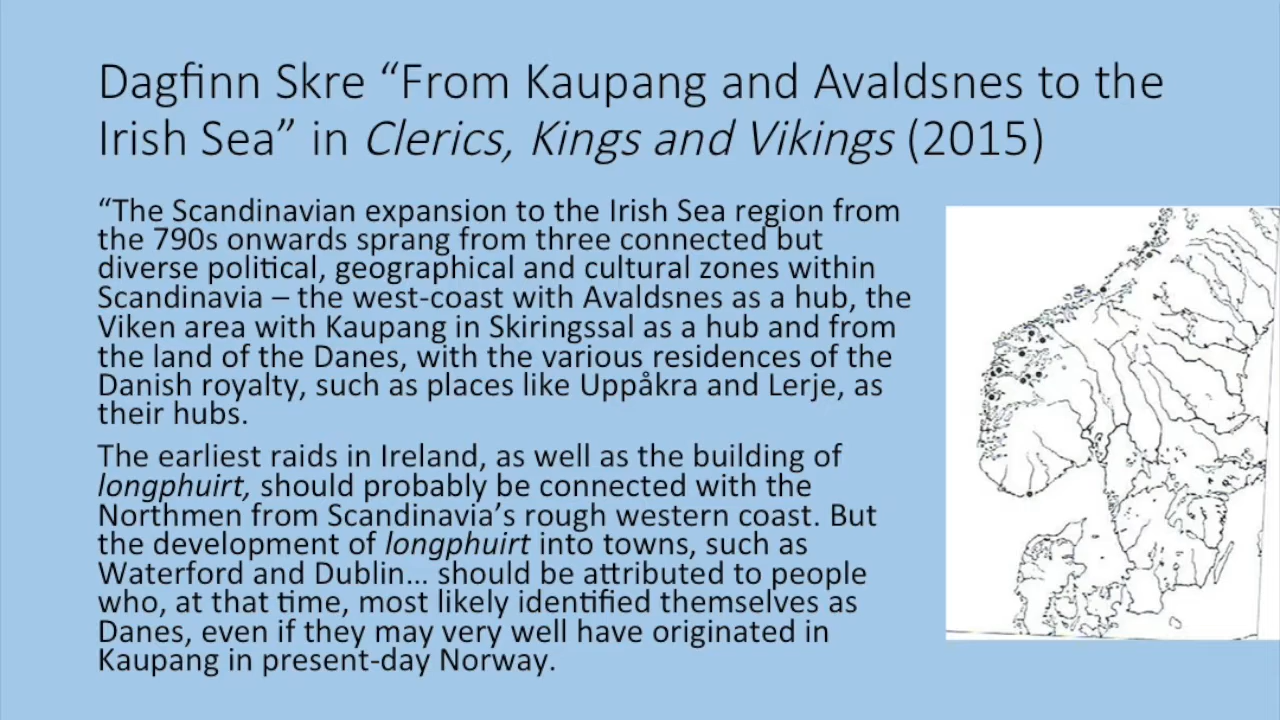 Dagfinn Skre “From Kaupang and Avaldsnes to the
Irish Sea” in Clerics, Kings and Vikings (2015)
“The Scandinavian expansion to the Irish Sea region from
the 790s onwards sprang from three connected but
diverse political, geographical and cultural zones within
Scandinavia – the west-coast with Avaldsnes as a hub, the
Viken area with Kaupang in Skiringssal as a hub and from
the land of the Danes, with the various residences of the
Danish royalty, such as places like Uppåkra and Lerje, as
their hubs.
The earliest raids in Ireland, as well as the building of
longphuirt, should probably be connected with the
Northmen from Scandinavia’s rough western coast. But
the development of longphuirt into towns, such as
Waterford and Dublin… should be attributed to people
who, at that time, most likely identified themselves as
Danes, even if they may very well have originated in
Kaupang in present-day Norway.